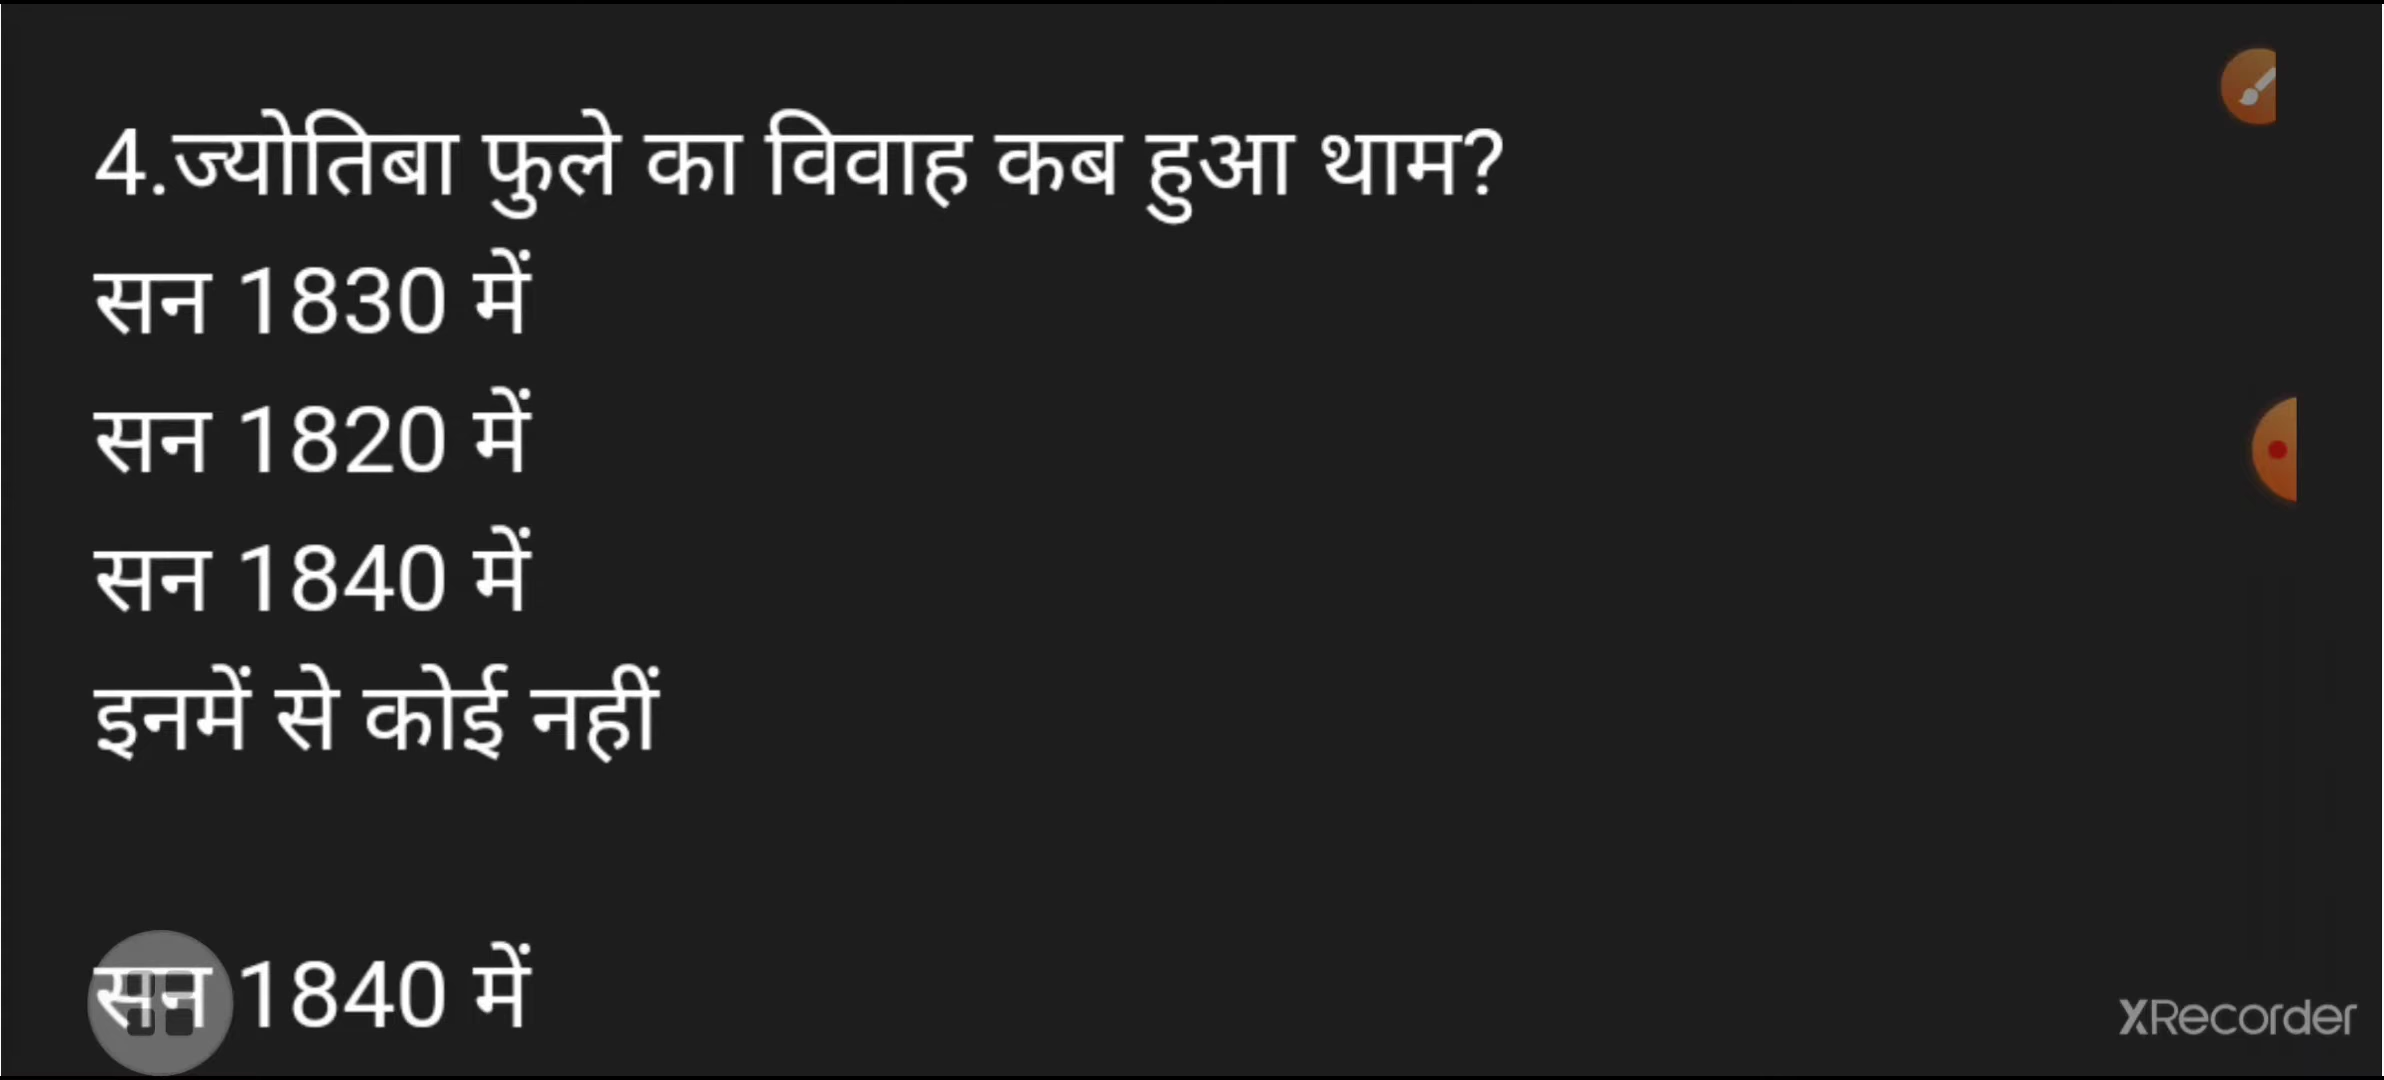 4.ज्योतिबा फुले का विवाह कब हुआ थाम?
सन 1830 में
सन 1820 में
सन 1840 में
इनमें से कोई नहीं
सन 1840 में
XRecorder